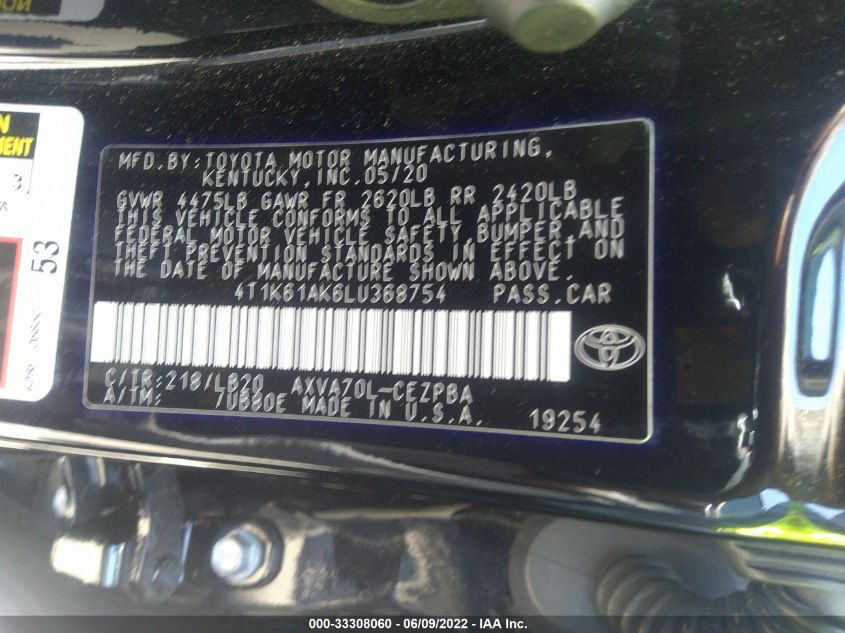 MENT
3
53
MFD.BY:TOYOTA MOTOR MANUFACTURING,
KENTUCKY,INC.05/20
GVWR 4475LB GAWR FR 2620LB RR 2420LB
THIS VEHICLE CONFORMS TO ALL APPLICABLE
FEDERAL MOTOR VEHICLE SAFETY,BUMPER,AND
THEFT PREVENTION STANDARDS IN EFFECT ON
THE DATE OF MANUFACTURE SHOWN ABOVE.
4T1K61AK6LU368754 PASS.CAR
C/TR:218/LB20 AXVA70L-CEZPBA
A/TM: 7UB80E MADE IN U.S.A. 19254
000-33308060 - 06/09/2022 - IAA Inc.